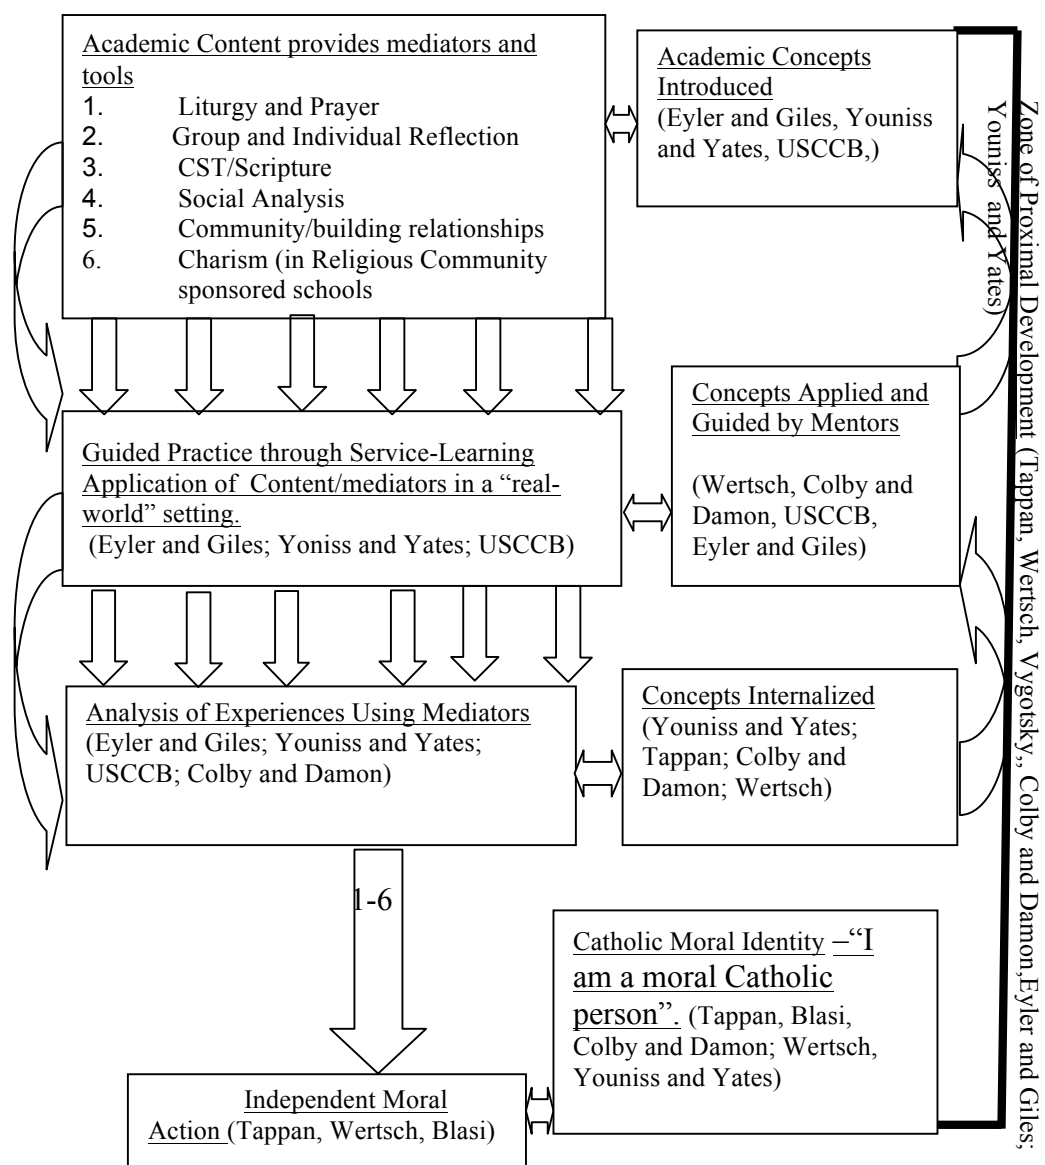 Academic Content provides mediators and
tools
1. Liturgy and Prayer
2. Group and Individual Reflection
3. CST/Scripture
4. Social Analysis
5. Community/building relationships
6. Charism (in Religious Community
sponsored schools
Academic Concepts
Introduced
(Eyler and Giles, Youniss
and Yates, USCCB,)
Guided Practice through Service-Learning
Application of Content/mediators in a “real-
world” setting.
(Eyler and Giles; Yoniss and Yates; USCCB)
Concepts Applied and
Guided by Mentors
(Wertsch, Colby and
Damon, USCCB,
Eyler and Giles)
Analysis of Experiences Using Mediators
(Eyler and Giles; Youniss and Yates;
USCCB; Colby and Damon)
Concepts Internalized
(Youniss and Yates;
Tappan; Colby and
Damon; Wertsch)
1-6
Catholic Moral Identity –“I
am a moral Catholic
person”. (Tappan, Blasi,
Colby and Damon; Wertsch,
Youniss and Yates)
Independent Moral
Action (Tappan, Wertsch, Blasi)
Zone of Proximal Development (Tappan, Wertsch, Vygotsky,, Colby and Damon,Eyler and Giles;
Youniss and Yates)